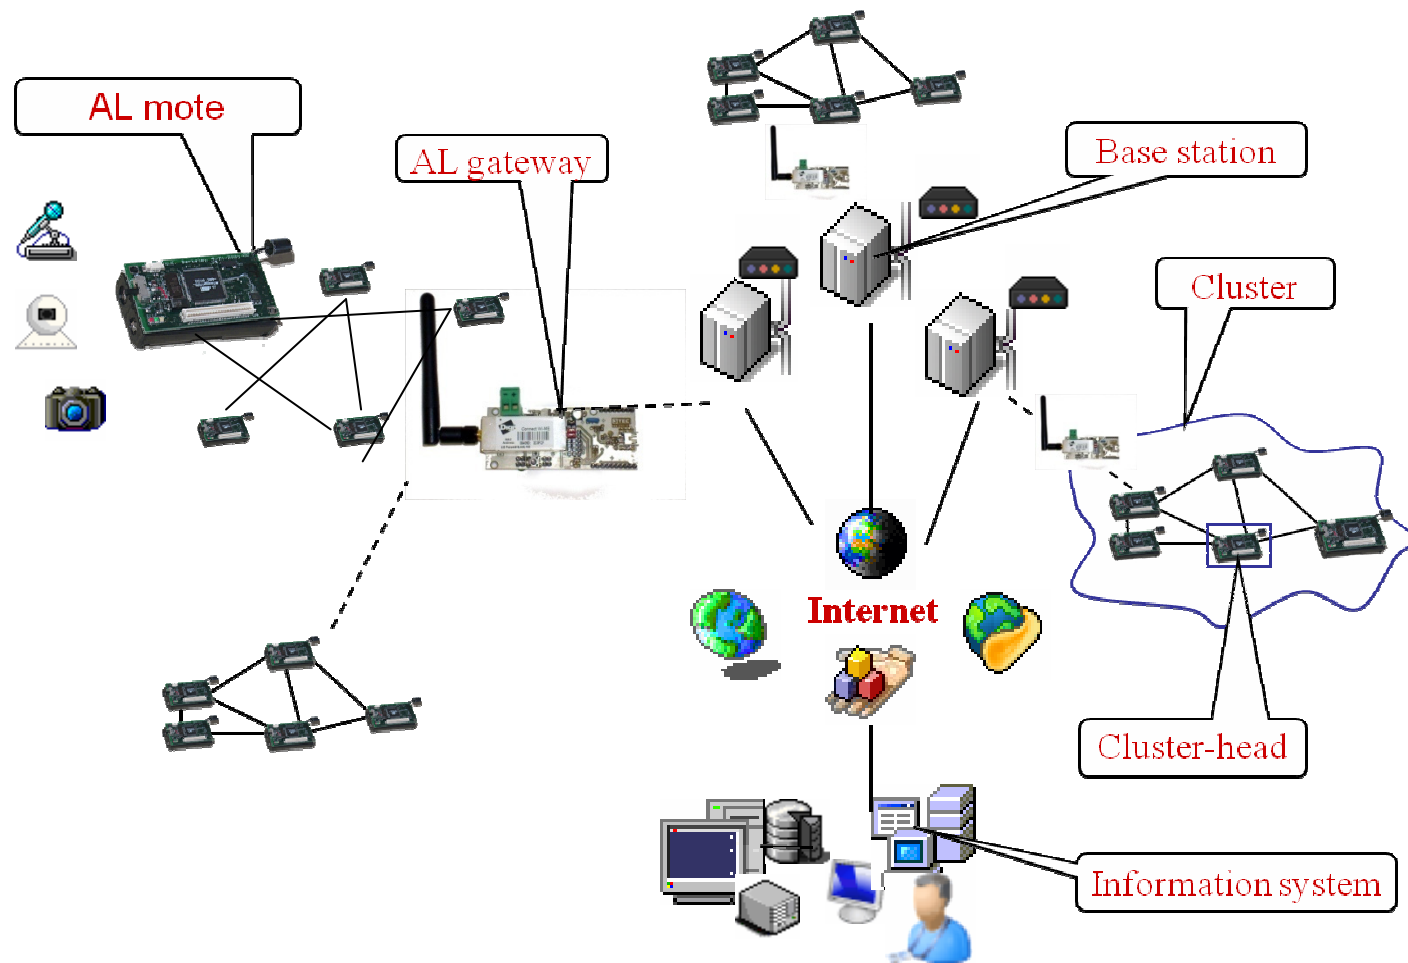 AL mote
AL gateway
Base station
Cluster
Internet
Cluster-head
Information system